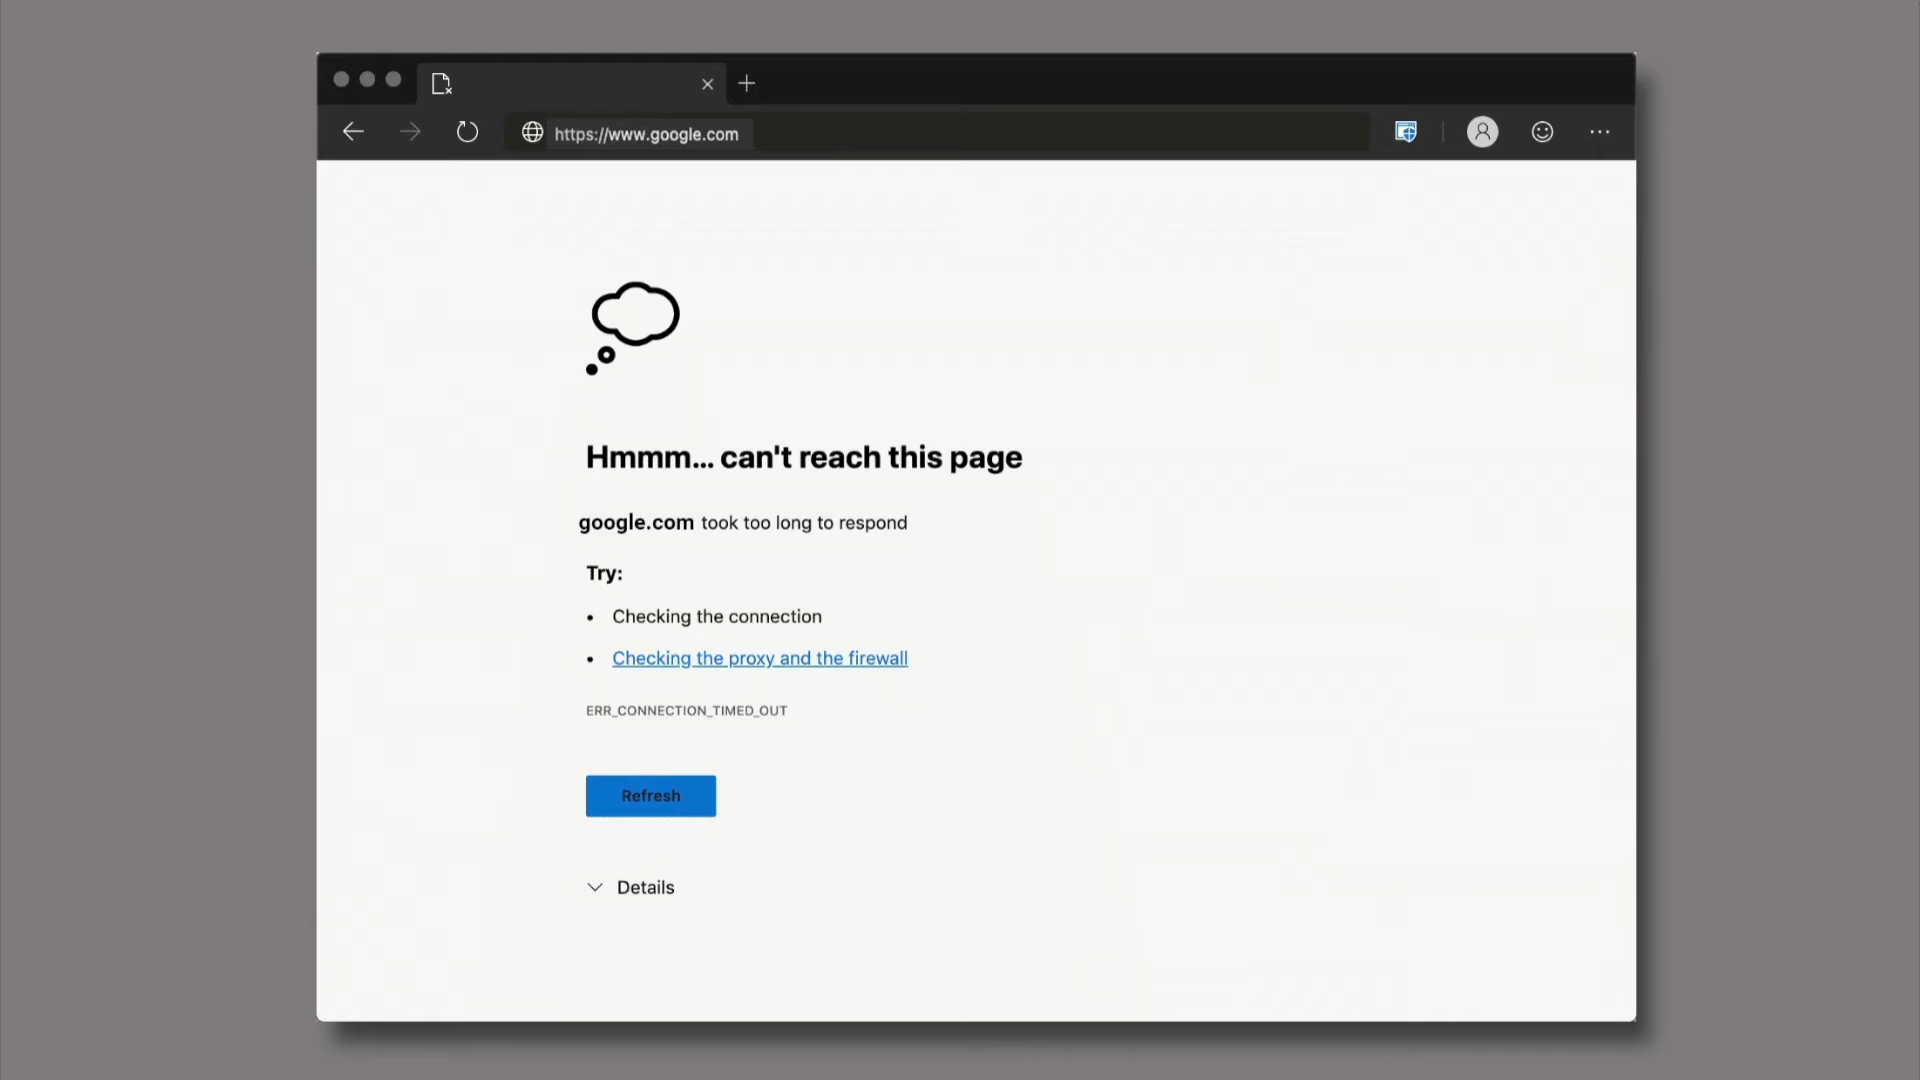 https://www.google.com
Hmmm... can't reach this page
google.com took too long to respond
Try:
• Checking the connection
• Checking the proxy and the firewall
ERR_CONNECTION_TIMED_OUT
Refresh
Details